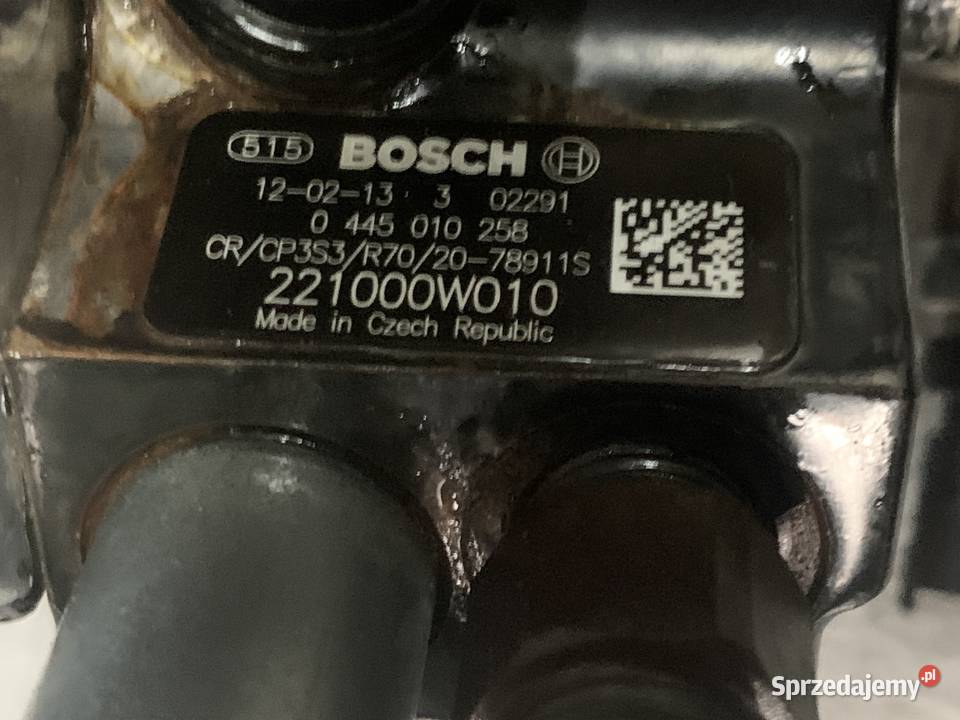 515 BOSCH
12-02-13 3 02291
0 445 010 258
CR/CP3S3/R70/20-78911S
221000W010
Made in Czech Republic
Sprzedajemy.pl